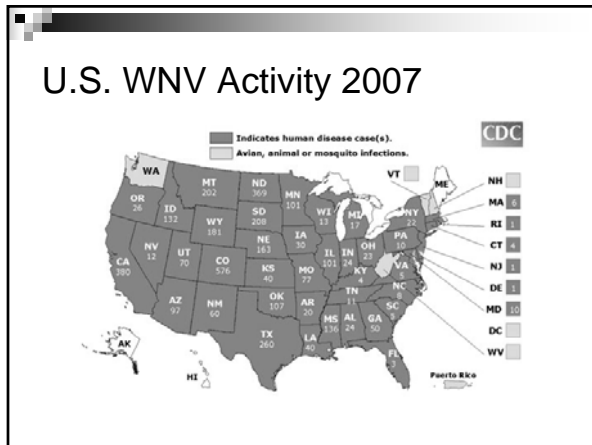 U.S. WNV Activity 2007
Indicates human disease case(s).
Avian, animal or mosquito infections.
CDC
WA
OR
26
CA
380
NV
12
ID
132
MT
202
WY
181
UT
70
AZ
97
CO
576
NM
60
ND
369
SD
208
NE
163
KS
40
OK
107
TX
260
MN
101
IA
30
MO
77
AR
20
LA
40
WI
13
IL
101
MS
136
MI
17
IN
24
KY
4
TN
11
AL
24
OH
23
GA
50
FL
3
SC
NC
8
VA
5
PA
10
NY
22
VT
ME
NH
MA 6
RI 1
CT 4
NJ 1
DE 1
MD 10
DC
WV
AK
HI
Puerto Rico